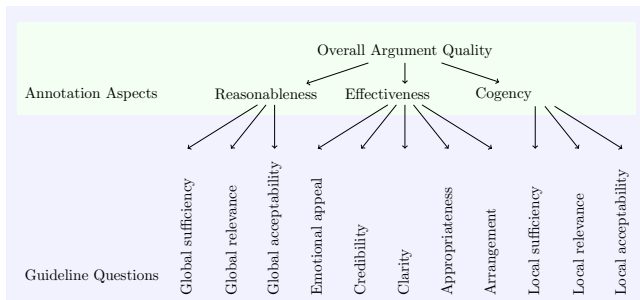 Overall Argument Quality
Annotation Aspects
Reasonableness
Effectiveness
Cogency
Global sufficiency
Global relevance
Global acceptability
Emotional appeal
Credibility
Clarity
Appropriateness
Arrangement
Local sufficiency
Local relevance
Local acceptability
Guideline Questions